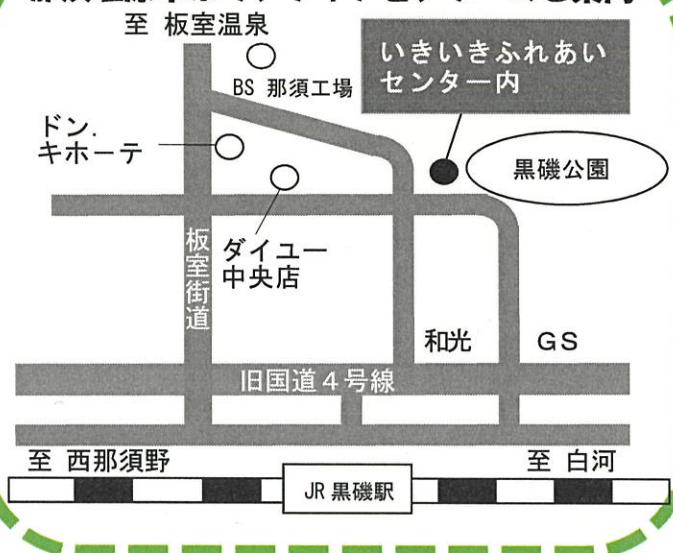 至 板室温泉
BS 那須工場
いきいきふれあい
センター内
ドン.
キホーテ
黒磯公園
板室街道
ダイユー
中央店
和光
GS
旧国道4号線
至 西那須野
至 白河
JR 黒磯駅